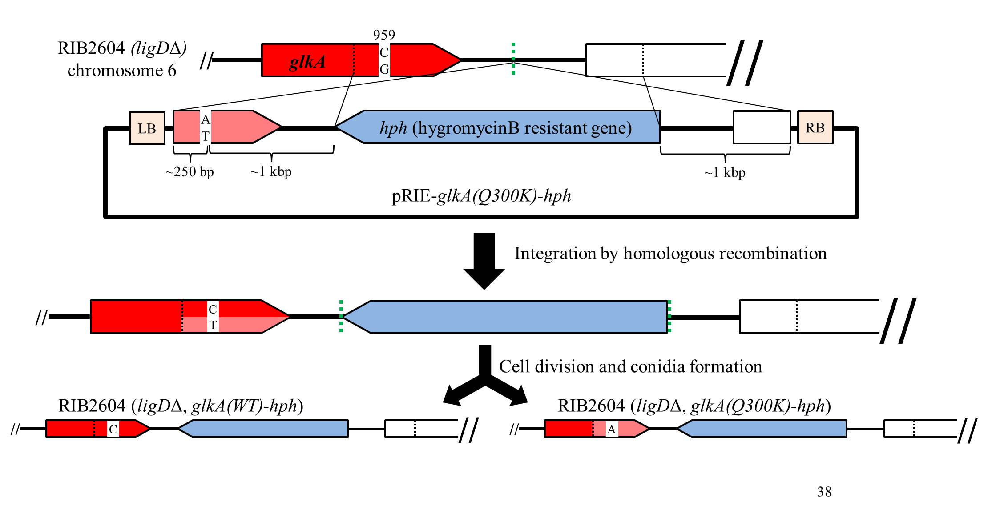 959
RIB2604 (ligDΔ)
chromosome 6
//
glkA
C
G
LB
A
T
hph (hygromycinB resistant gene)
RB
~250 bp
~1 kbp
~1 kbp
pRIE-glkA(Q300K)-hph
Integration by homologous recombination
//
C
T
Cell division and conidia formation
RIB2604 (ligDΔ, glkA(WT)-hph)
RIB2604 (ligDΔ, glkA(Q300K)-hph)
//
C
//
A
38